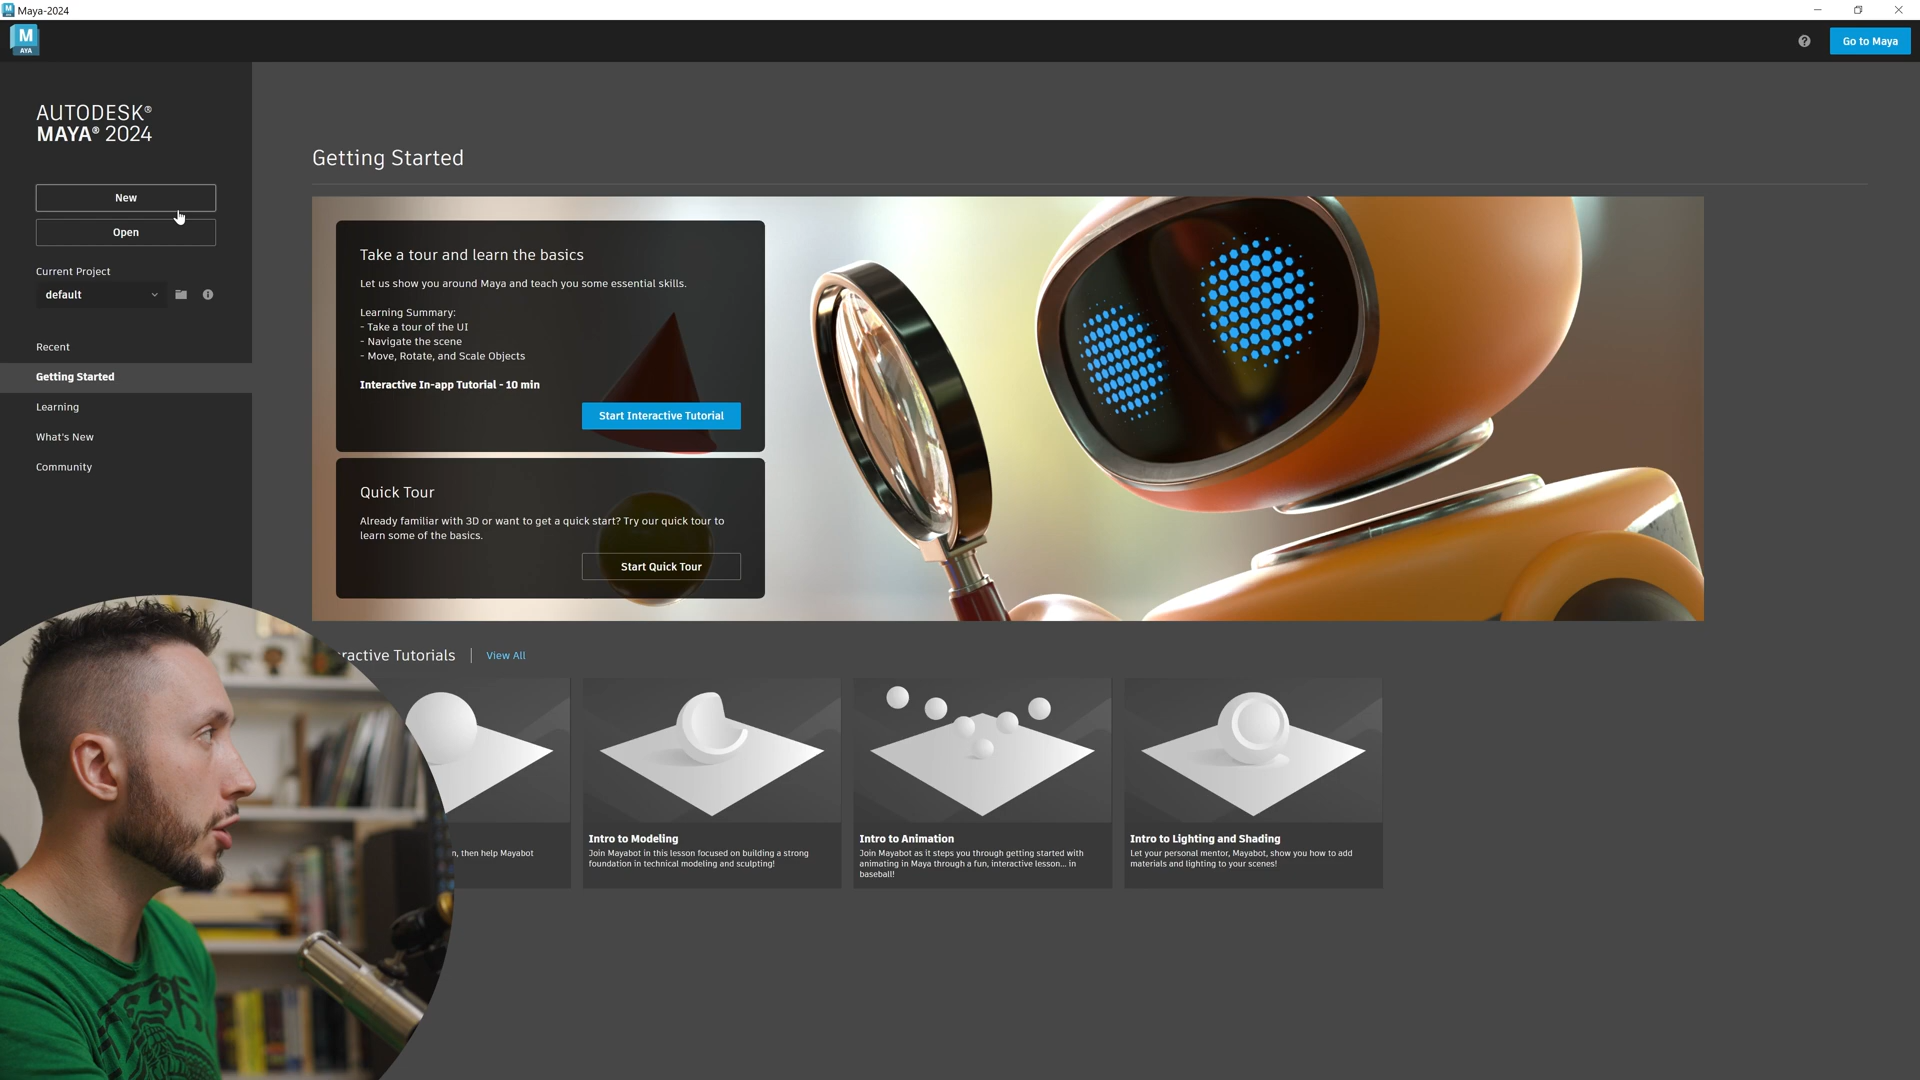 Maya-2024
M
AYA
Go to Maya
AUTODESK®
MAYA® 2024
New
Open
Current Project
default
Recent
Getting Started
Learning
What's New
Community
Getting Started
Take a tour and learn the basics
Let us show you around Maya and teach you some essential skills.
Learning Summary:
- Take a tour of the UI
- Navigate the scene
- Move, Rotate, and Scale Objects
Interactive In-app Tutorial - 10 min
Start Interactive Tutorial
Quick Tour
Already familiar with 3D or want to get a quick start? Try our quick tour to
learn some of the basics.
Start Quick Tour
ractive Tutorials
View All
n, then help Mayabot
Intro to Modeling
Join Mayabot in this lesson focused on building a strong
foundation in technical modeling and sculpting!
Intro to Animation
Join Mayabot as it steps you through getting started with
animating in Maya through a fun, interactive lesson... in
baseball!
Intro to Lighting and Shading
Let your personal mentor, Mayabot, show you how to add
materials and lighting to your scenes!